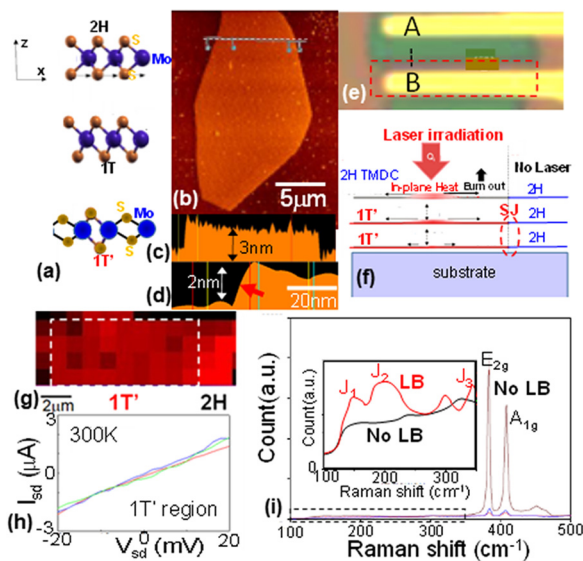 2H
S
Mo
S
z
x
1T
S
Mo
S
1T'
(a)
(b)
5μm
(c)
3nm
(d)
2nm
20nm
A
B
(e)
Laser irradiation
No Laser
2H TMDC
In-plane Heat
Burn out
2H
1T'
SJ
2H
1T'
2H
substrate
(f)
(g)
2μm
1T'
2H
3
300K
0
1T' region
-3
-20
0
20
Isd (μA)
Vsd (mV)
(h)
Count(a.u.)
J1
J2
LB
J3
No LB
Count(a.u.)
0
100
200
300
Raman shift (cm-1)
E2g
No LB
A1g
(i)
100
200
300
400
500
Raman shift (cm-1)